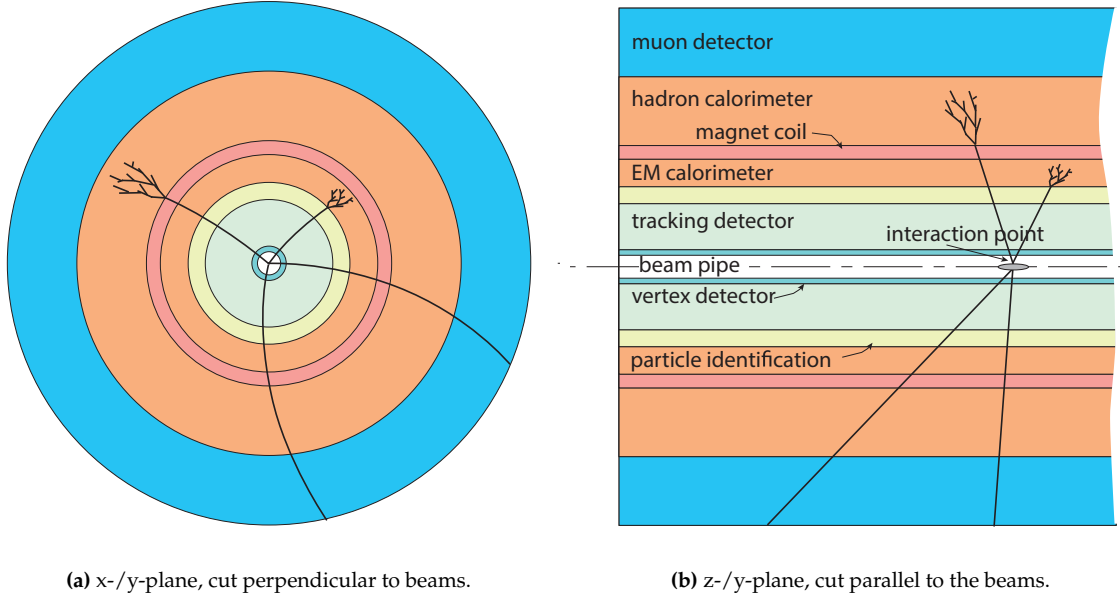 muon detector
hadron calorimeter
magnet coil
EM calorimeter
tracking detector
interaction point
beam pipe
vertex detector
particle identification
(a) x-/y-plane, cut perpendicular to beams.
(b) z-/y-plane, cut parallel to the beams.